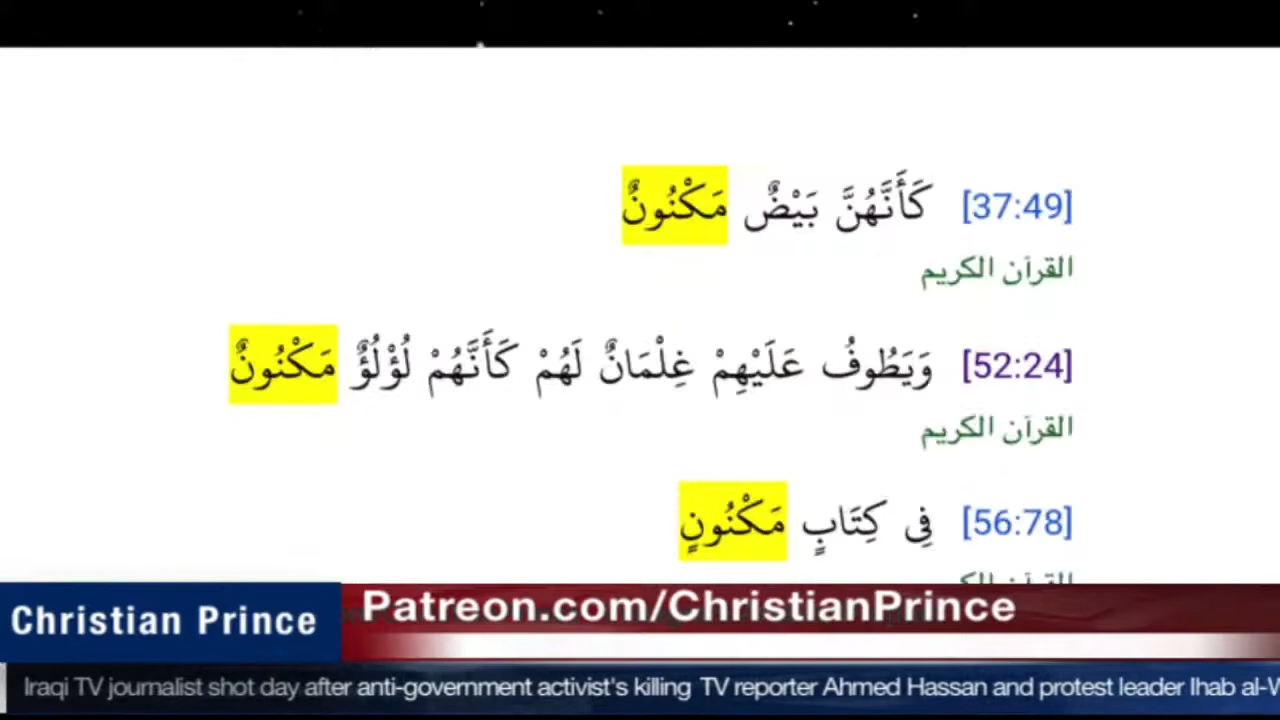 [37:49] كَأَنَّهُنَّ بَيْضٌ مَكْنُونٌ
القرآن الكريم
[52:24] وَيَطُوفُ عَلَيْهِمْ غِلْمَانٌ لَهُمْ كَأَنَّهُمْ لُؤْلُؤٌ مَكْنُونٌ
القرآن الكريم
[56:78] فِى كِتَابٍ مَكْنُونٍ
Christian Prince
Patreon.com/ChristianPrince
Iraqi TV journalist shot day after anti-government activist's killing TV reporter Ahmed Hassan and protest leader Ihab